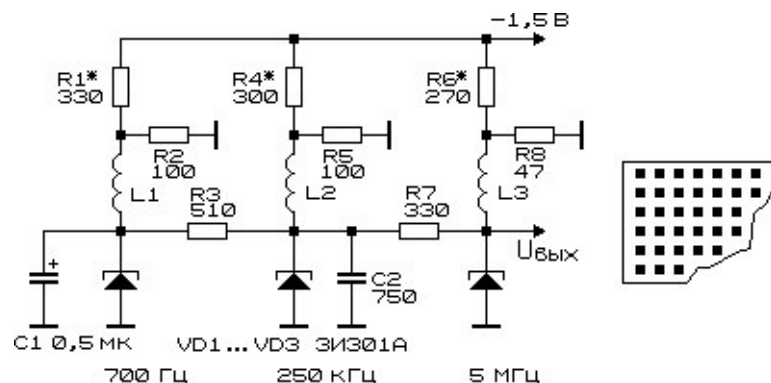 -1,5 В
R1*
330
R4*
300
R6*
270
R2
100
R5
100
R8
47
L1
L2
L3
R3
510
R7
330
Uвых
+
C2
750
C1 0,5 МК
VD1...VD3 ЗИ301А
700 ГЦ
250 КГЦ
5 МГЦ